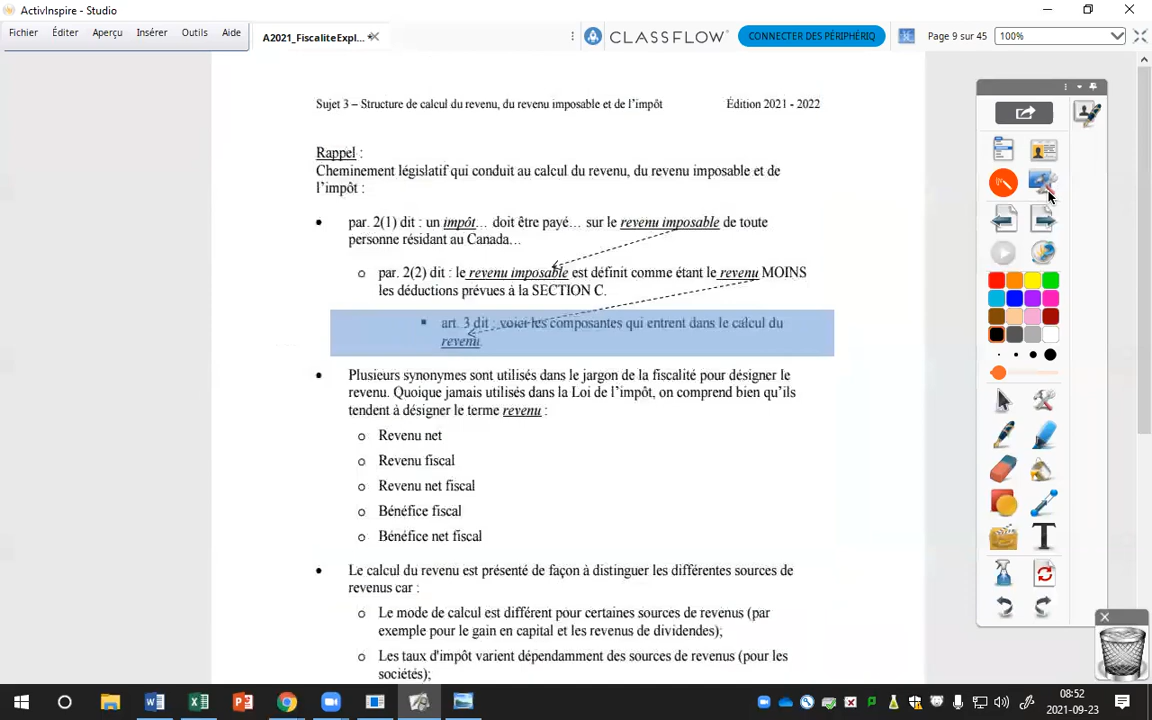 ActivInspire - Studio
Fichier Éditer Aperçu Insérer Outils Aide
A2021_FiscaliteExpl...
CLASSFLOW
CONNECTER DES PÉRIPHÉRIQ
Page 9 sur 45
100%
Sujet 3 – Structure de calcul du revenu, du revenu imposable et de l'impôt
Édition 2021 - 2022
Rappel :
Cheminement législatif qui conduit au calcul du revenu, du revenu imposable et de
l'impôt :
• par. 2(1) dit : un impôt… doit être payé… sur le revenu imposable de toute
personne résidant au Canada…
o par. 2(2) dit : le revenu imposable est définit comme étant le revenu MOINS
les déductions prévues à la SECTION C.
▪ art. 3 dit : voici les composantes qui entrent dans le calcul du
revenu.
• Plusieurs synonymes sont utilisés dans le jargon de la fiscalité pour désigner le
revenu. Quoique jamais utilisés dans la Loi de l'impôt, on comprend bien qu'ils
tendent à désigner le terme revenu :
o Revenu net
o Revenu fiscal
o Revenu net fiscal
o Bénéfice fiscal
o Bénéfice net fiscal
• Le calcul du revenu est présenté de façon à distinguer les différentes sources de
revenus car :
o Le mode de calcul est différent pour certaines sources de revenus (par
exemple pour le gain en capital et les revenus de dividendes);
o Les taux d'impôt varient dépendamment des sources de revenus (pour les
sociétés);
T
08:52
2021-09-23